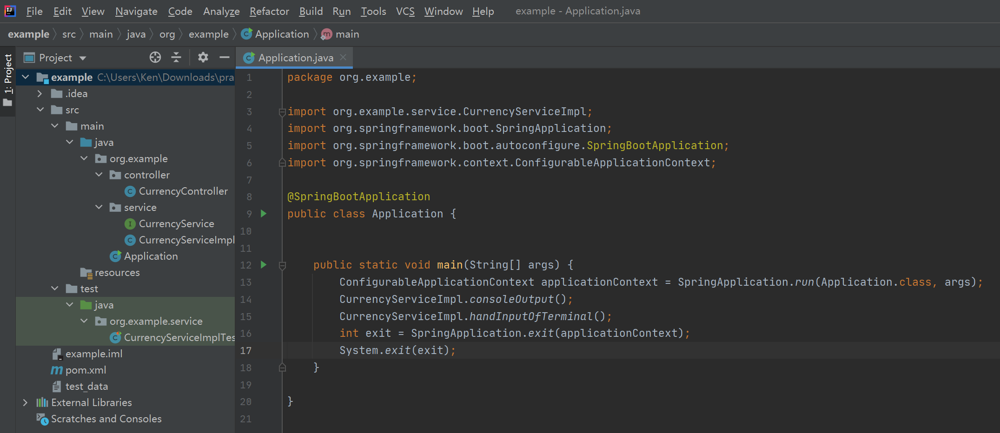 File Edit View Navigate Code Analyze Refactor Build Run Tools VCS Window Help example - Application.java
example src main java org example Application main
1: Project
Project
example C:\Users\Ken\Downloads\pra
.idea
src
main
java
org.example
controller
CurrencyController
service
CurrencyService
CurrencyServiceImpl
Application
resources
test
java
org.example.service
CurrencyServiceImplTes
example.iml
pom.xml
test_data
External Libraries
Scratches and Consoles
Application.java
1 package org.example;
2
3 import org.example.service.CurrencyServiceImpl;
4 import org.springframework.boot.SpringApplication;
5 import org.springframework.boot.autoconfigure.SpringBootApplication;
6 import org.springframework.context.ConfigurableApplicationContext;
7
8 @SpringBootApplication
9 public class Application {
10
11
12 public static void main(String[] args) {
13 ConfigurableApplicationContext applicationContext = SpringApplication.run(Application.class, args);
14 CurrencyServiceImpl.consoleOutput();
15 CurrencyServiceImpl.handInputOfTerminal();
16 int exit = SpringApplication.exit(applicationContext);
17 System.exit(exit);
18 }
19
20 }
21